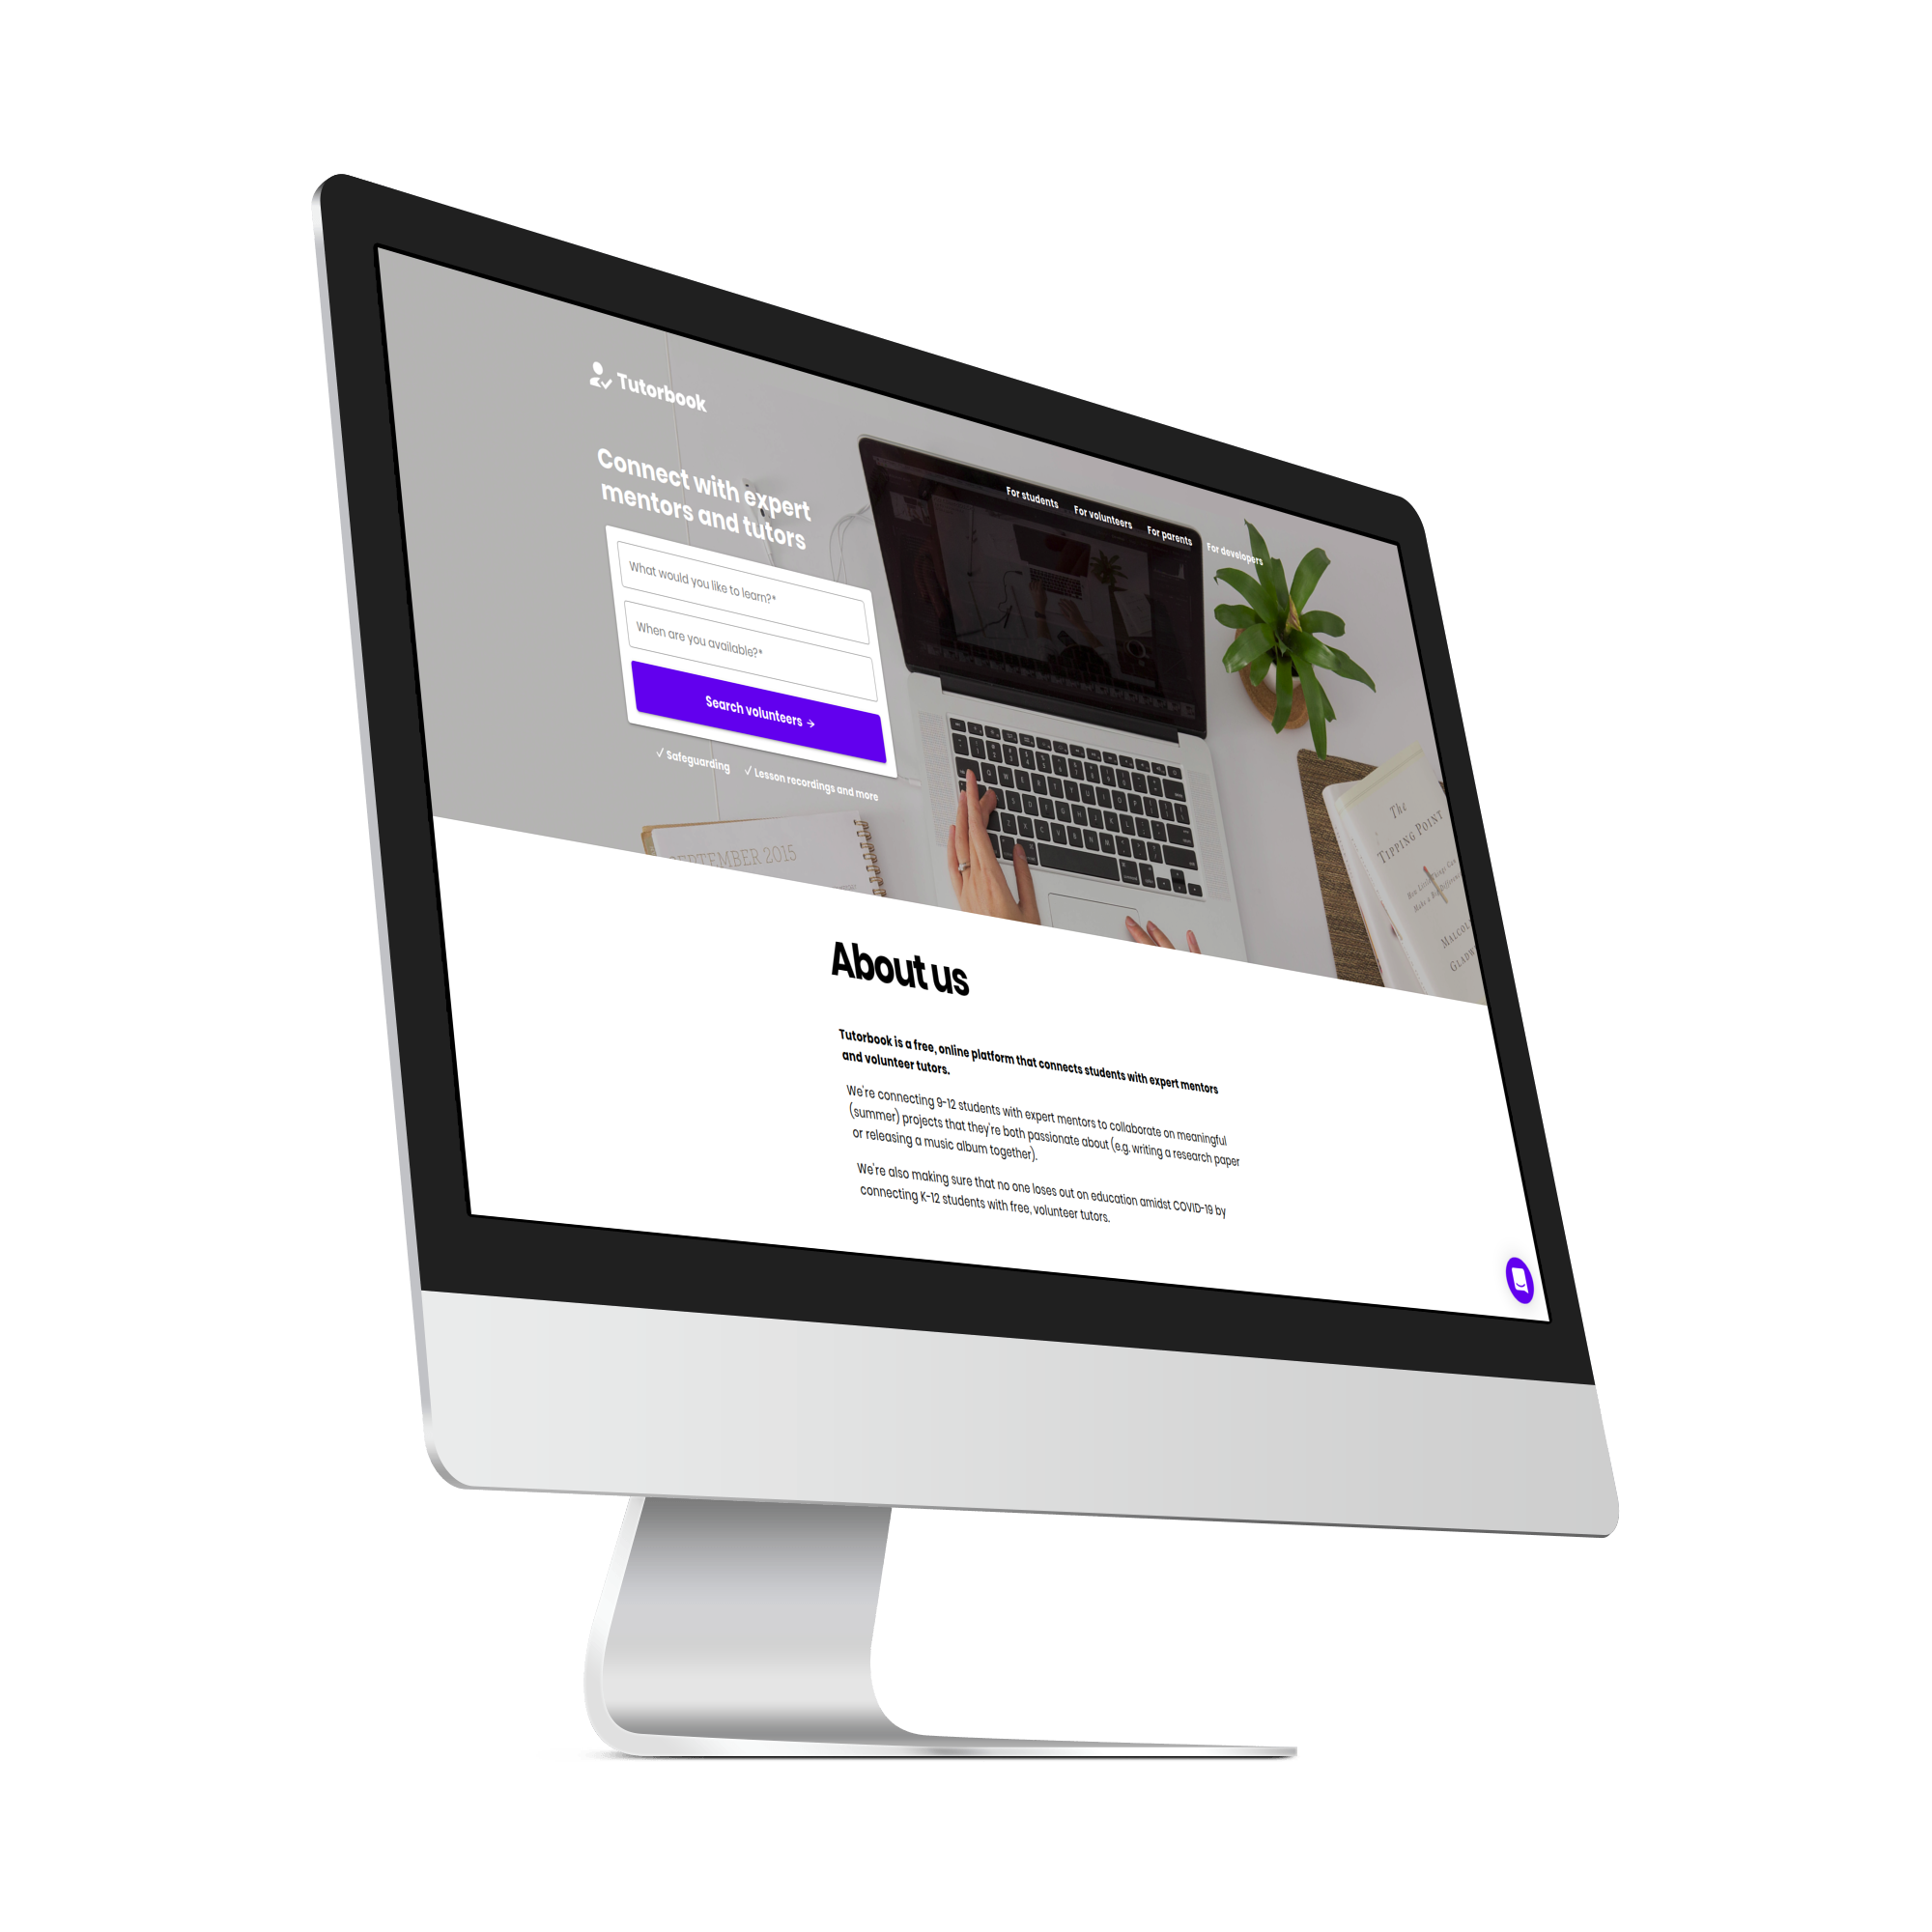 Tutorbook
For students
For volunteers
For parents
For developers
Connect with expert
mentors and tutors
What would you like to learn?*
When are you available?*
Search volunteers →
✓ Safeguarding
✓ Lesson recordings and more
SEPTEMBER 2015
The
TIPPING POINT
About us
Tutorbook is a free, online platform that connects students with expert mentors
and volunteer tutors.
We're connecting 9-12 students with expert mentors to collaborate on meaningful
(summer) projects that they're both passionate about (e.g. writing a research paper
or releasing a music album together).
We're also making sure that no one loses out on education amidst COVID-19 by
connecting K-12 students with free, volunteer tutors.